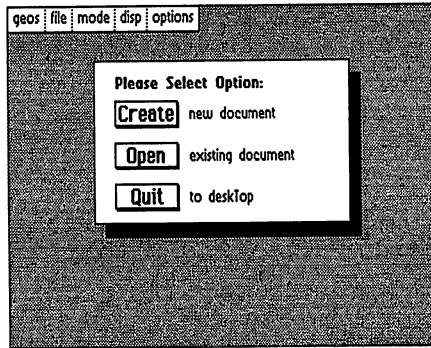 geos file mode disp options
Please Select Option:
Create new document
Open existing document
Quit to deskTop